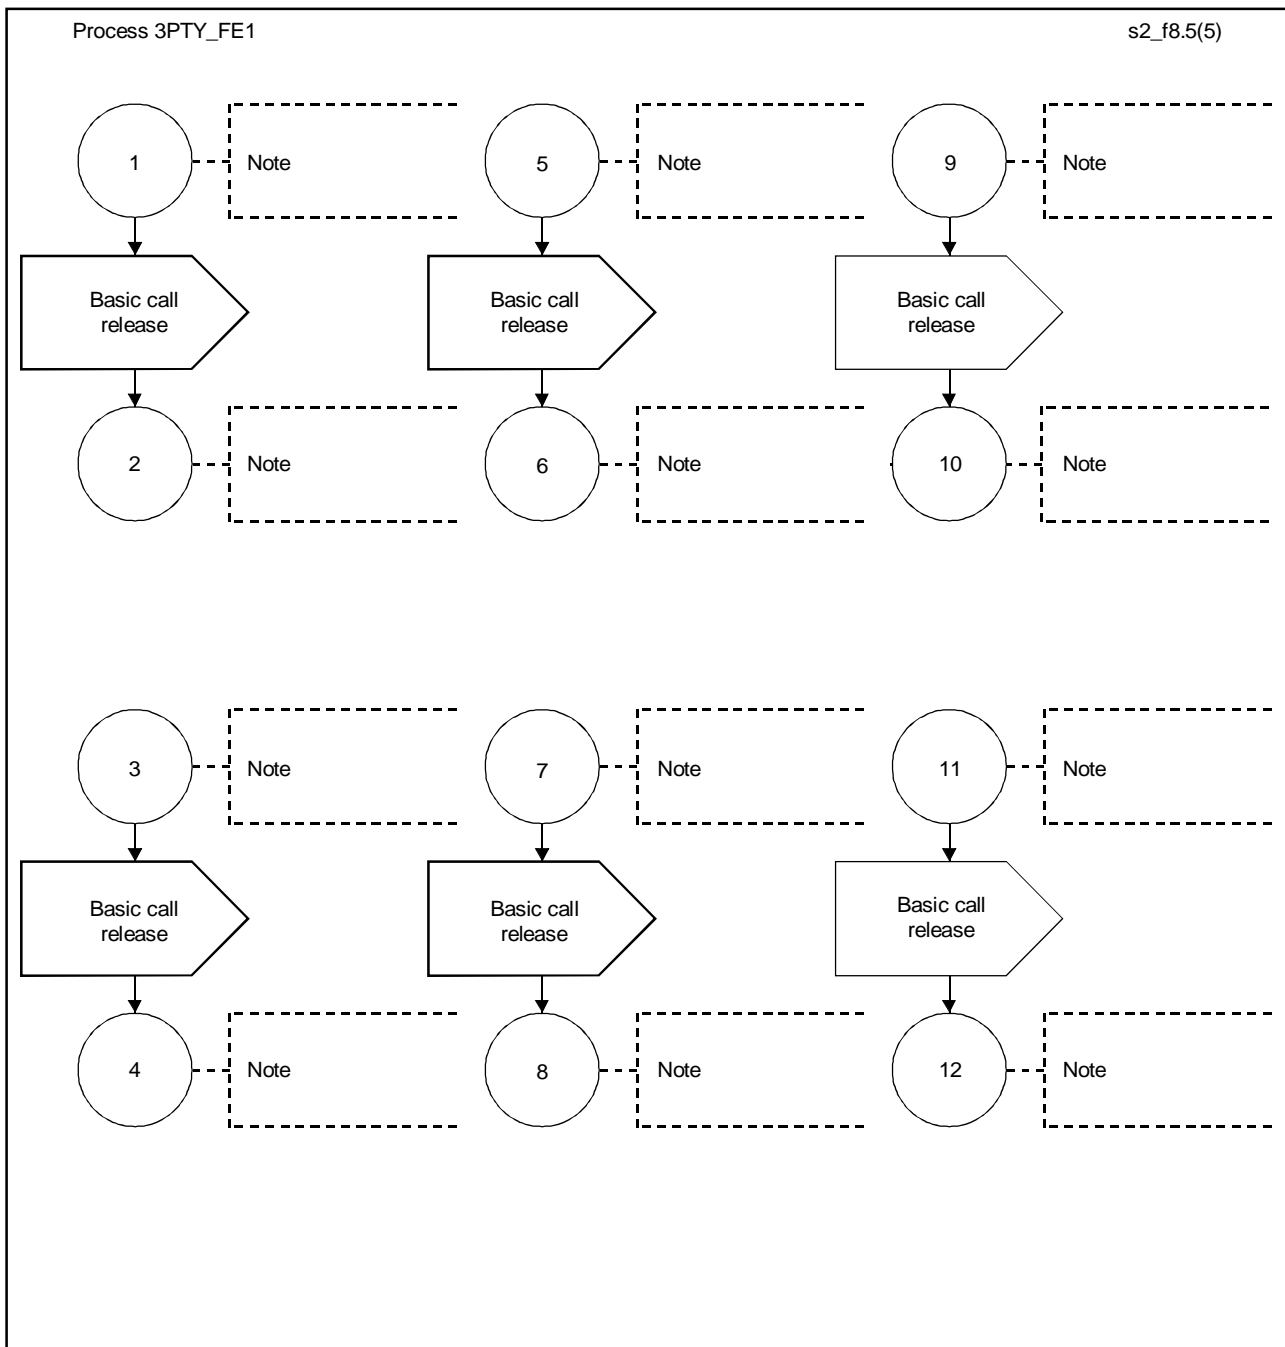 Process 3PTY_FE1
s2_f8.5(5)
1
Note
5
Note
9
Note
Basic call
release
Basic call
release
Basic call
release
2
Note
6
Note
10
Note
3
Note
7
Note
11
Note
Basic call
release
Basic call
release
Basic call
release
4
Note
8
Note
12
Note